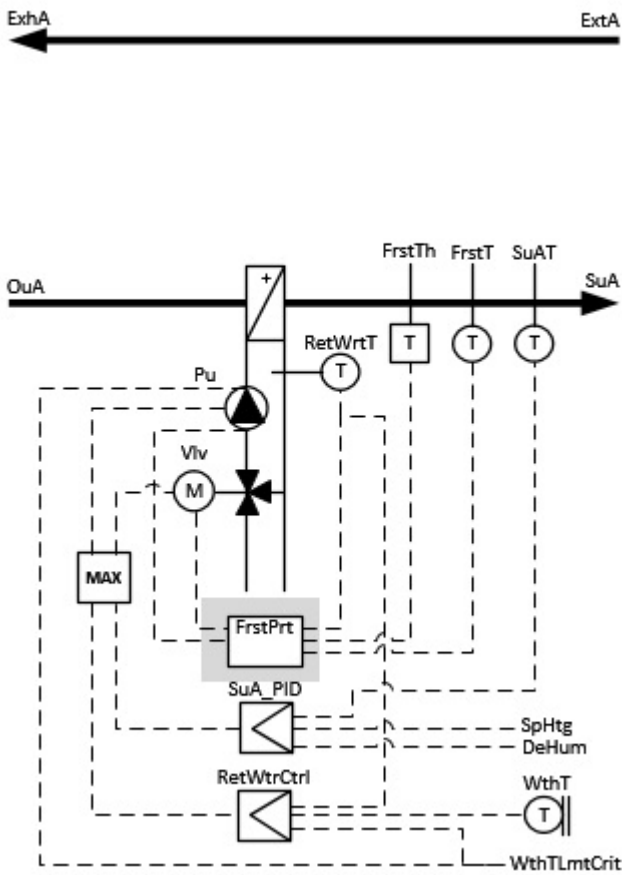 ExhA
ExtA
FrstTh
FrstT
SuAT
OuA
+
SuA
RetWrtT
T
T
T
T
Pu
Vlv
M
MAX
FrstPrt
SuA_PID
SpHtg
DeHum
RetWtrCtrl
WthT
T
WthTLmtCrit